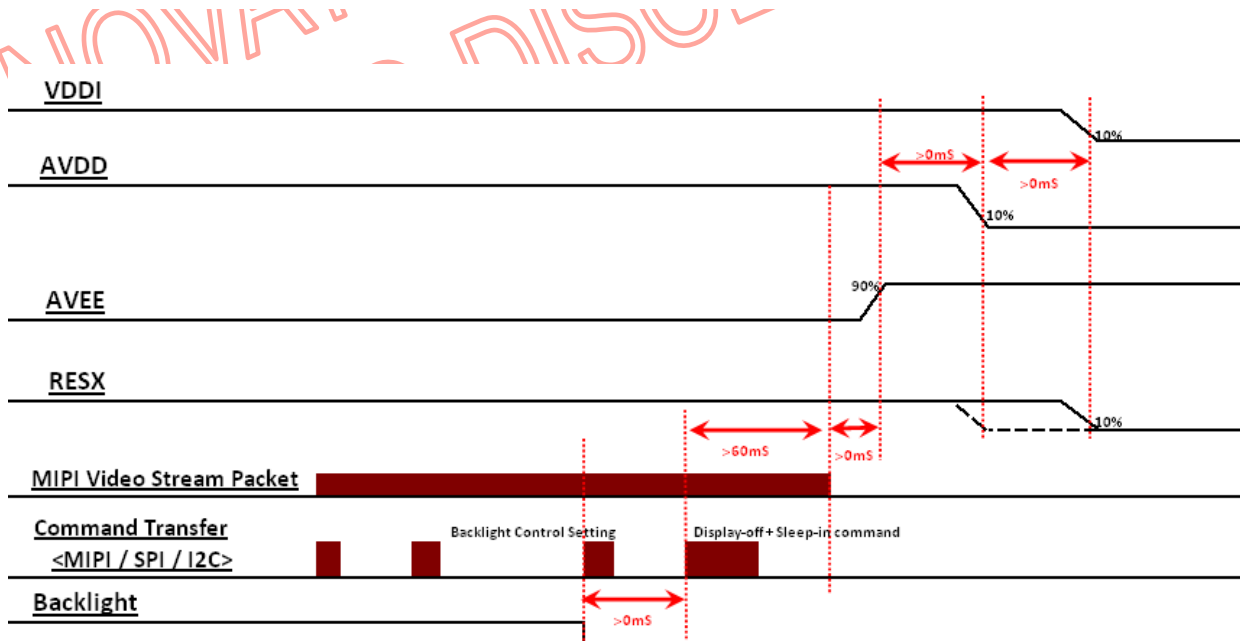 VDDI
10%
>0mS
AVDD
>0mS
10%
90%
AVEE
RESX
10%
>60mS
>0mS
MIPI Video Stream Packet
Command Transfer
Backlight Control Setting
Display-off + Sleep-in command
<MIPI / SPI / I2C>
Backlight
>0mS